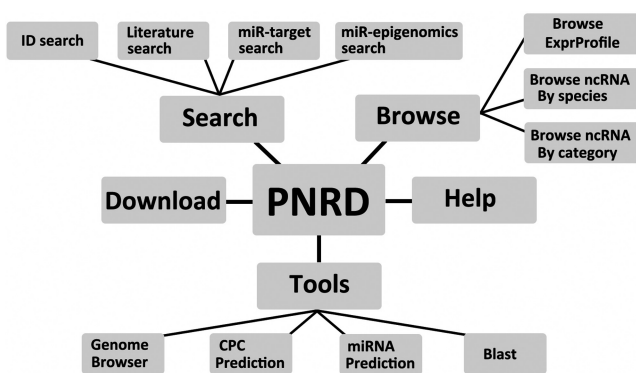 ID search
Literature
search
miR-target
search
miR-epigenomics
search
Browse
ExprProfile
Browse ncRNA
By species
Browse ncRNA
By category
Search
Browse
Download
PNRD
Help
Tools
Genome
Browser
CPC
Prediction
miRNA
Prediction
Blast